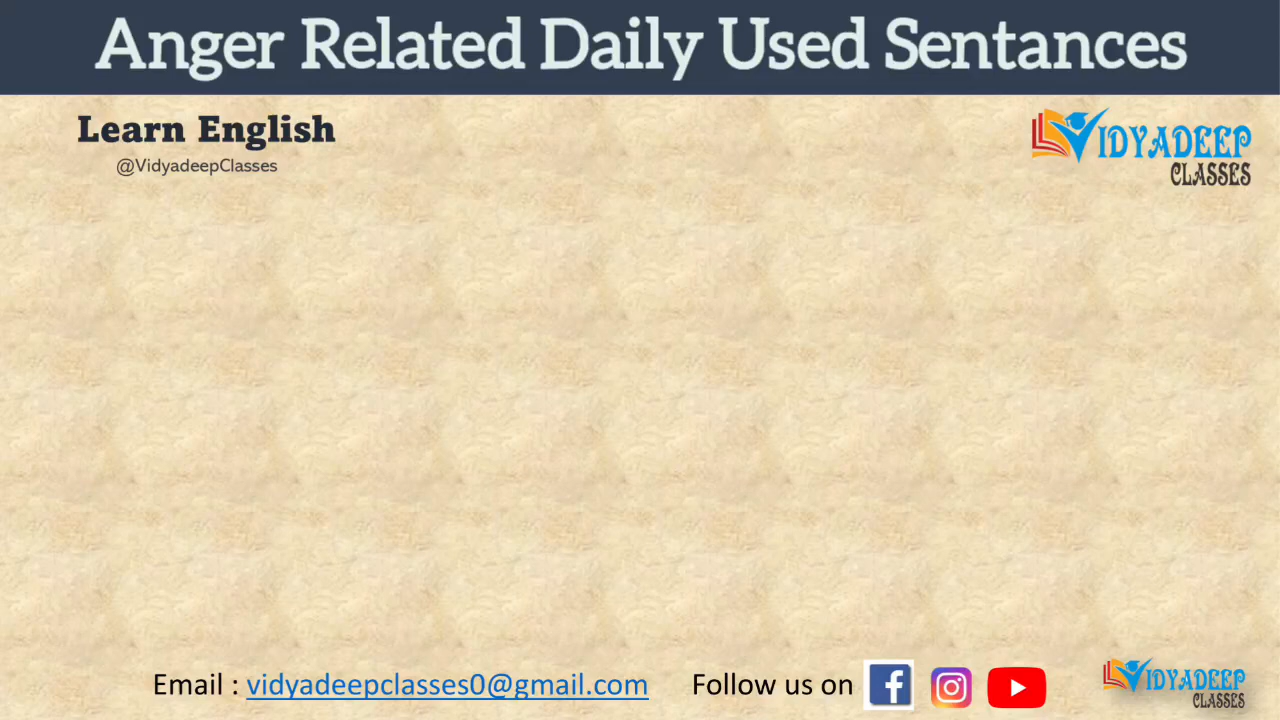 Anger Related Daily Used Sentances
Learn English
@VidyadeepClasses
VIDYADEEP
CLASSES
Email : vidyadeepclasses0@gmail.com Follow us on
VIDYADEEP
CLASSES